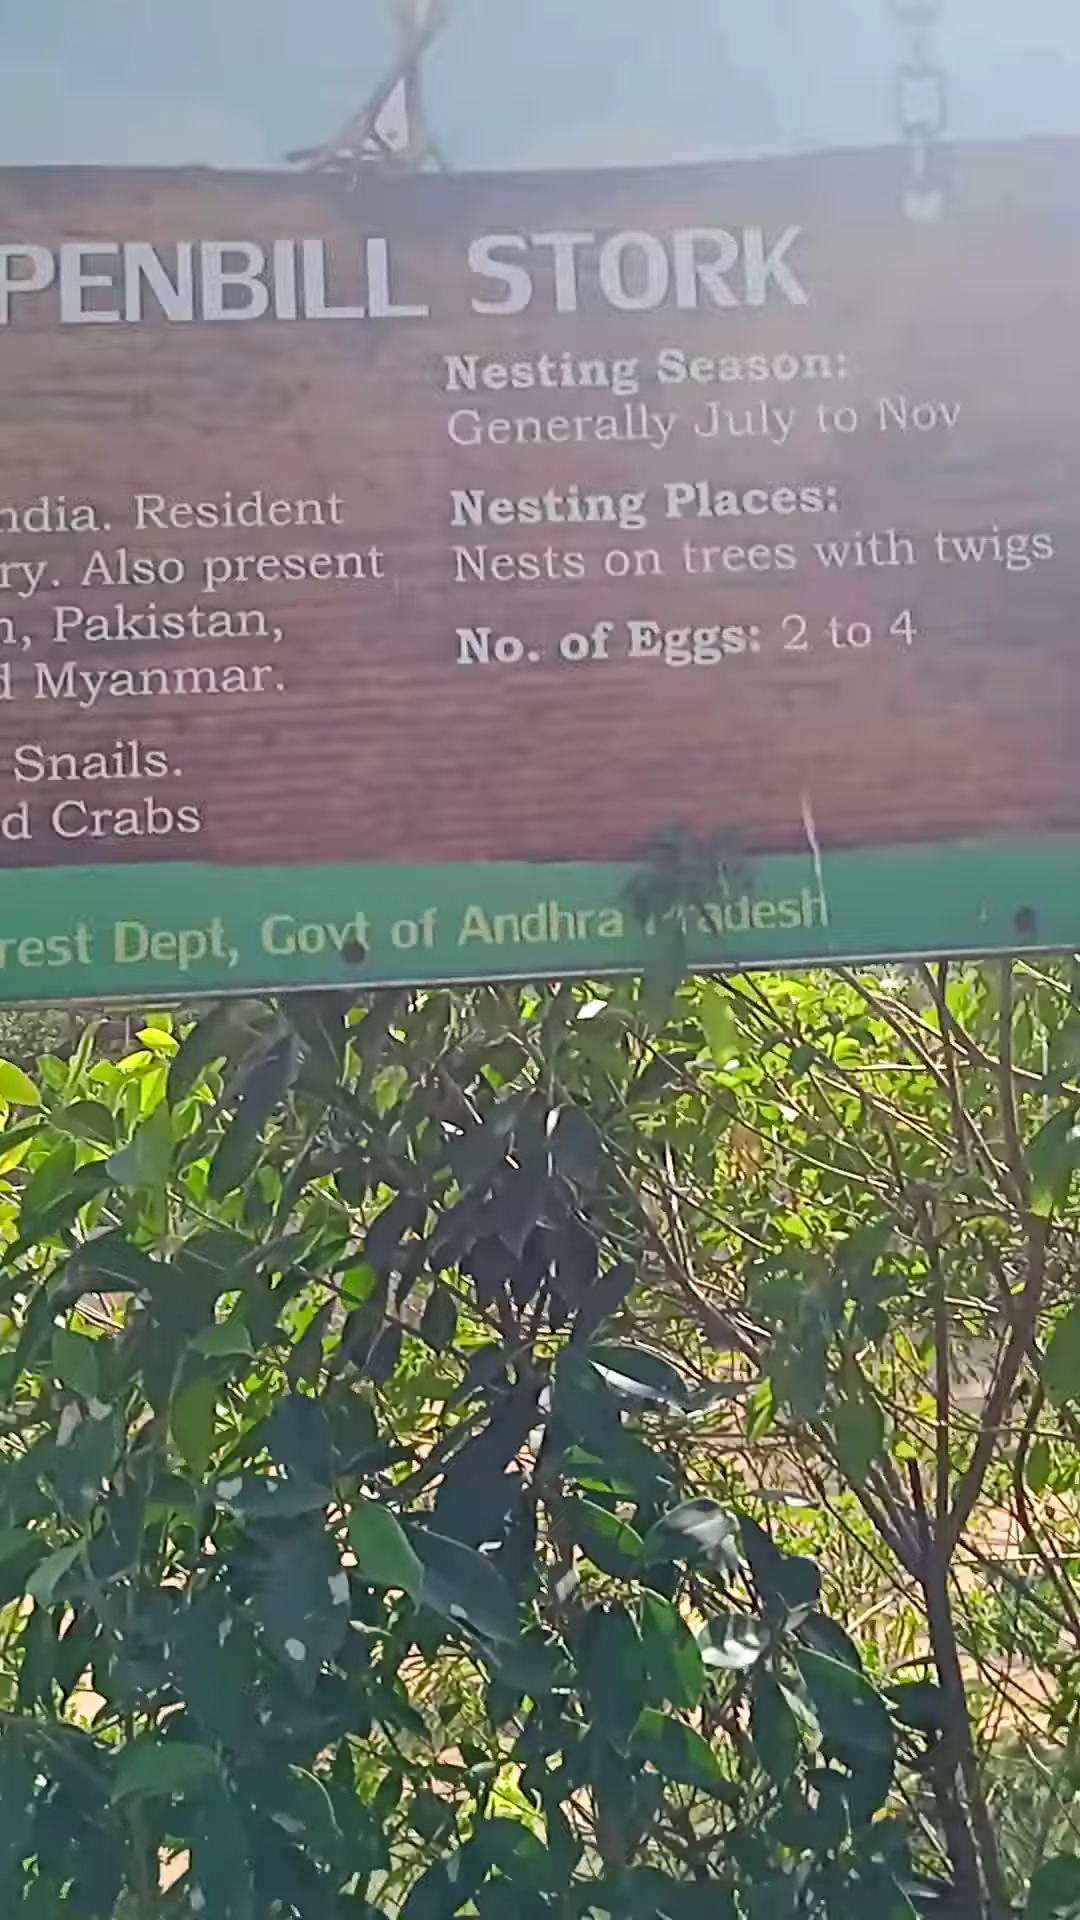 PENBILL STORK
Nesting Season:
Generally July to Nov
ndia. Resident
ry. Also present
n, Pakistan,
d Myanmar.
Snails.
d Crabs
Nesting Places:
Nests on trees with twigs
No. of Eggs: 2 to 4
rest Dept, Govt of Andhra Pradesh